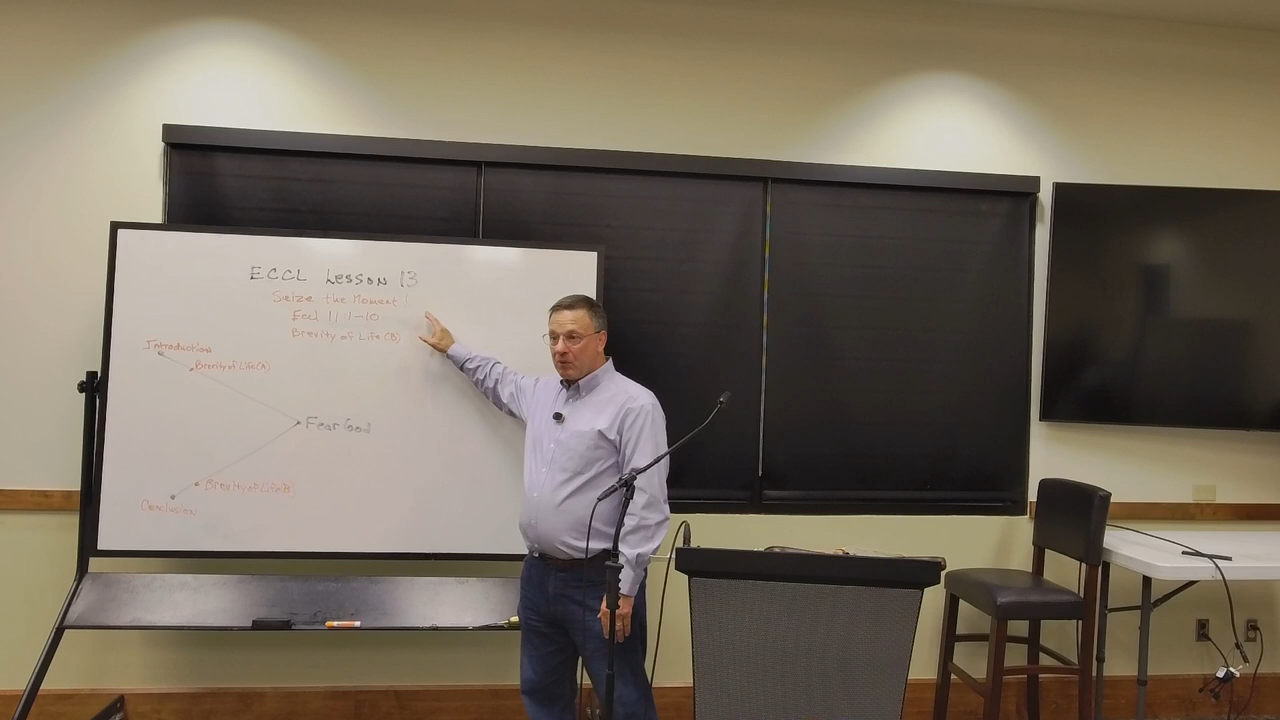 ECCL Lesson 13
Seize the Moment!
Eccl 11:1-10
Brevity of Life (B)
Introduction
Brevity of Life (A)
Fear God
Brevity of Life (B)
Conclusion